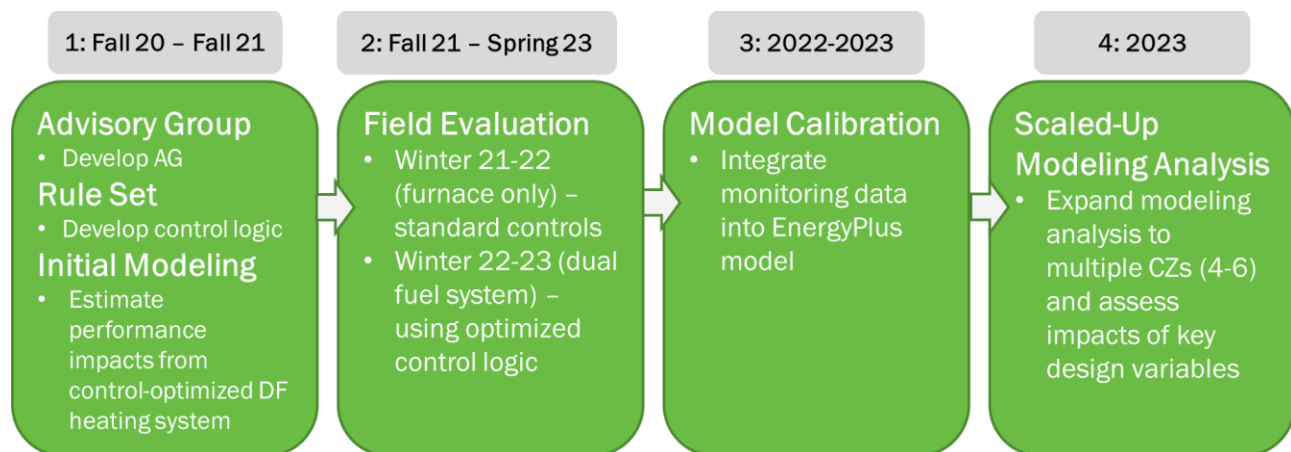 1: Fall 20 – Fall 21
Advisory Group
• Develop AG
Rule Set
• Develop control logic
Initial Modeling
• Estimate
performance
impacts from
control-optimized DF
heating system
2: Fall 21 – Spring 23
Field Evaluation
• Winter 21-22
(furnace only) –
standard controls
• Winter 22-23 (dual
fuel system) –
using optimized
control logic
3: 2022-2023
Model Calibration
• Integrate
monitoring data
into EnergyPlus
model
4: 2023
Scaled-Up
Modeling Analysis
• Expand modeling
analysis to
multiple CZs (4-6)
and assess
impacts of key
design variables